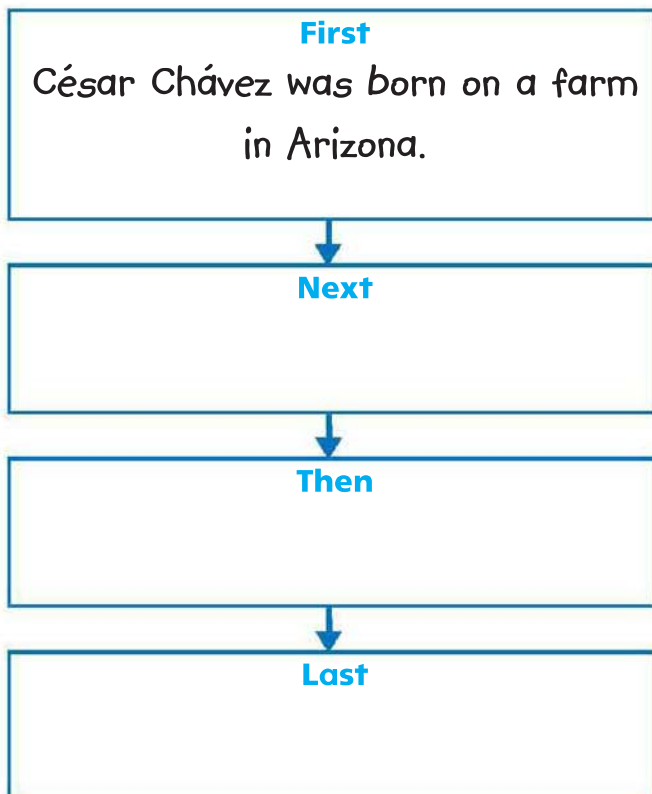 First
César Chávez was born on a farm
in Arizona.
Next
Then
Last